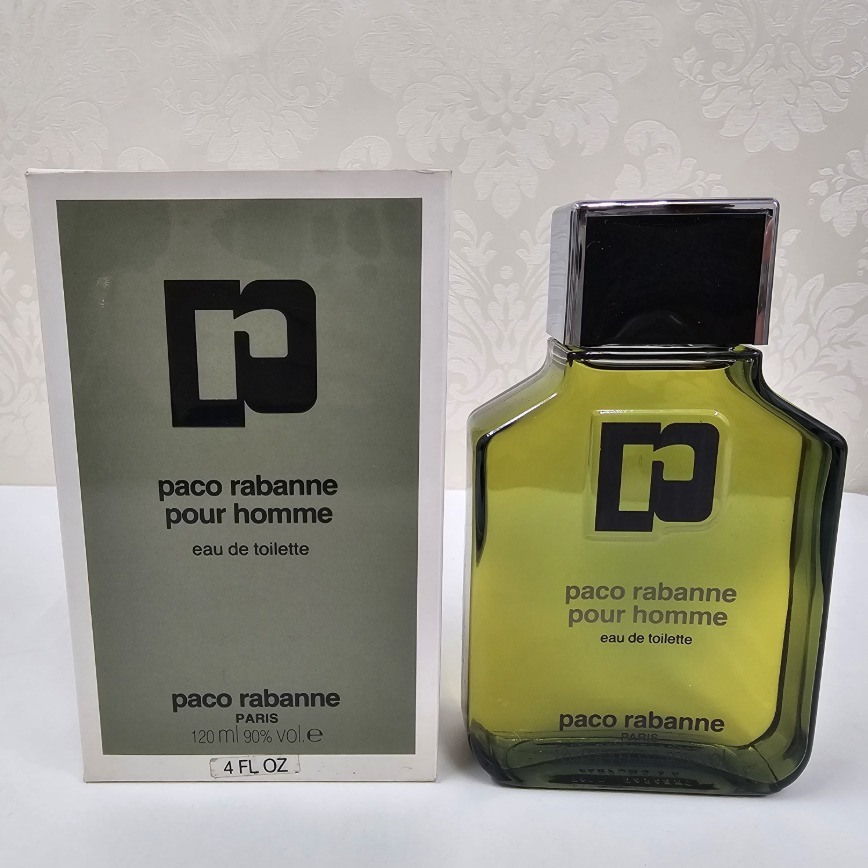 paco rabanne
pour homme
eau de toilette
paco rabanne
PARIS
120 ml 90% vol.e
4 FL OZ
paco rabanne
pour homme
eau de toilette
paco rabanne
PARIS